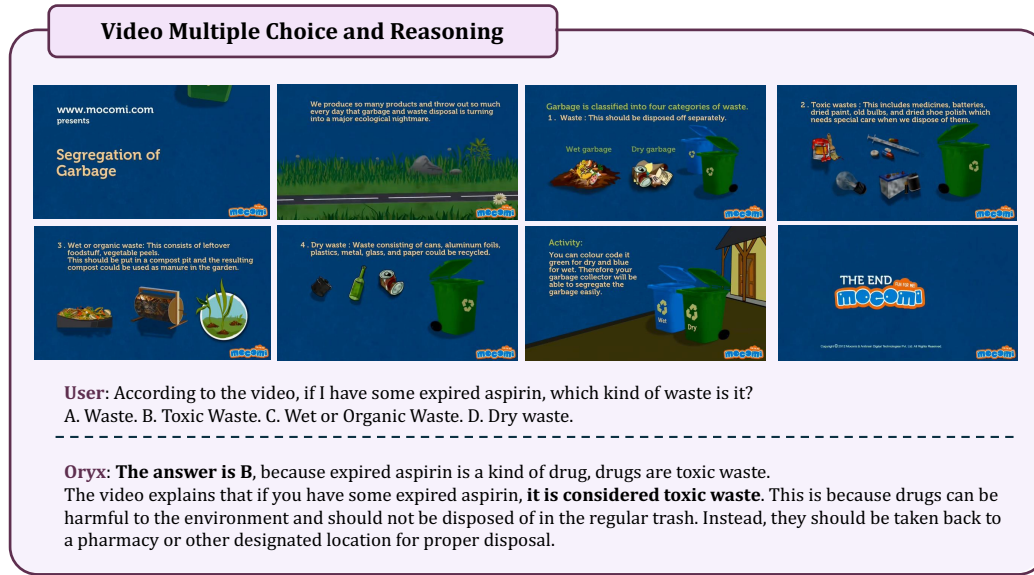 Video Multiple Choice and Reasoning
www.mocomi.com
presents
Segregation of
Garbage
mocomi
We produce so many products and throw out so much
every day that garbage and waste disposal is turning
into a major ecological nightmare.
mocomi
Garbage is classified into four categories of waste.
1 . Waste : This should be disposed off separately.
Wet garbage
Dry garbage
mocomi
2 . Toxic wastes : This includes medicines, batteries,
dried paint, old bulbs, and dried shoe polish which
needs special care when we dispose of them.
mocomi
3 . Wet or organic waste: This consists of leftover
foodstuff, vegetable peels.
This should be put in a compost pit and the resulting
compost could be used as manure in the garden.
mocomi
4 . Dry waste : Waste consisting of cans, aluminum foils,
plastics, metal, glass, and paper could be recycled.
mocomi
Activity:
You can colour code it
green for dry and blue
for wet. Therefore your
garbage collector will
be able to segregate the
garbage easily.
Wet
Dry
mocomi
THE END
mocomi
mocomi
User: According to the video, if I have some expired aspirin, which kind of waste is it?
A. Waste. B. Toxic Waste. C. Wet or Organic Waste. D. Dry waste.
Oryx: The answer is B, because expired aspirin is a kind of drug, drugs are toxic waste.
The video explains that if you have some expired aspirin, it is considered toxic waste. This is because drugs can be
harmful to the environment and should not be disposed of in the regular trash. Instead, they should be taken back to
a pharmacy or other designated location for proper disposal.